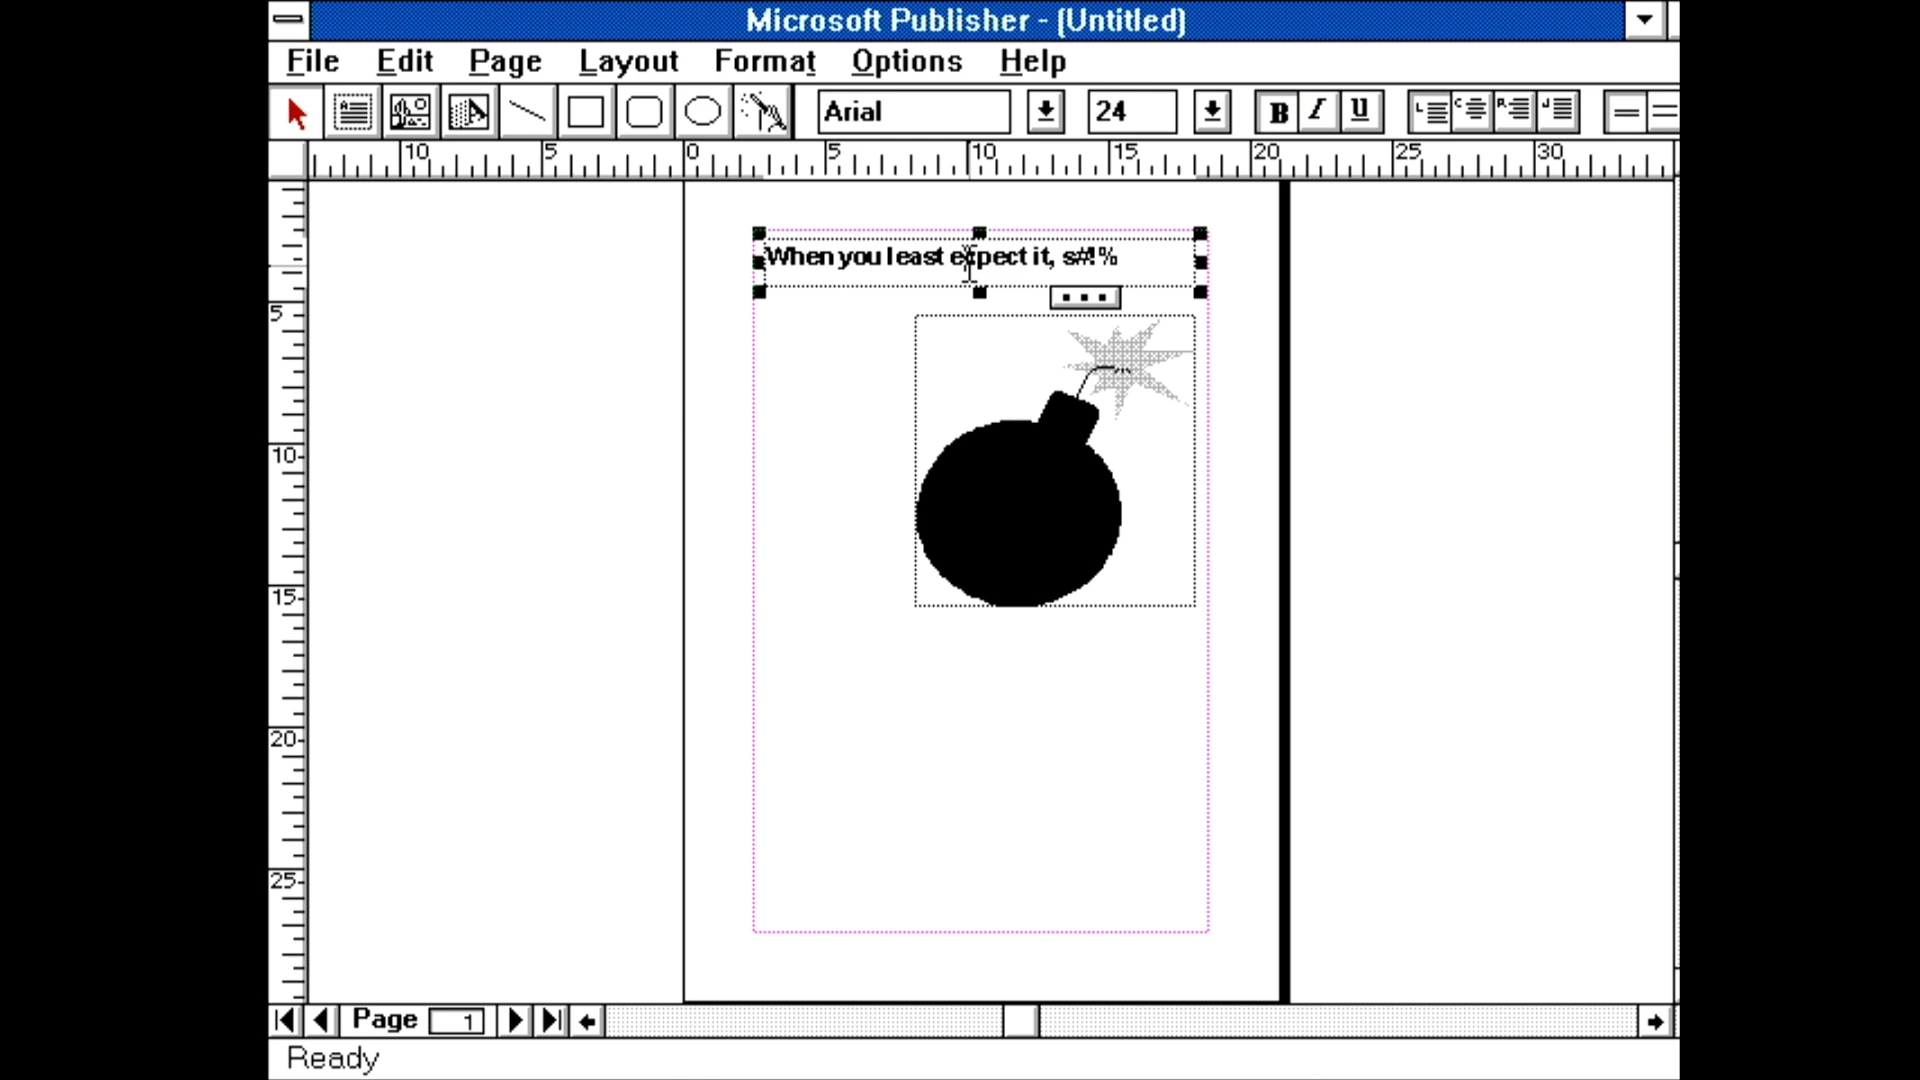 Microsoft Publisher - (Untitled)
File Edit Page Layout Format Options Help
Arial 24 B I U
10 5 0 5 10 15 20 25 30
When you least expect it, s#!%
5
10
15
20
25
Page 1
Ready